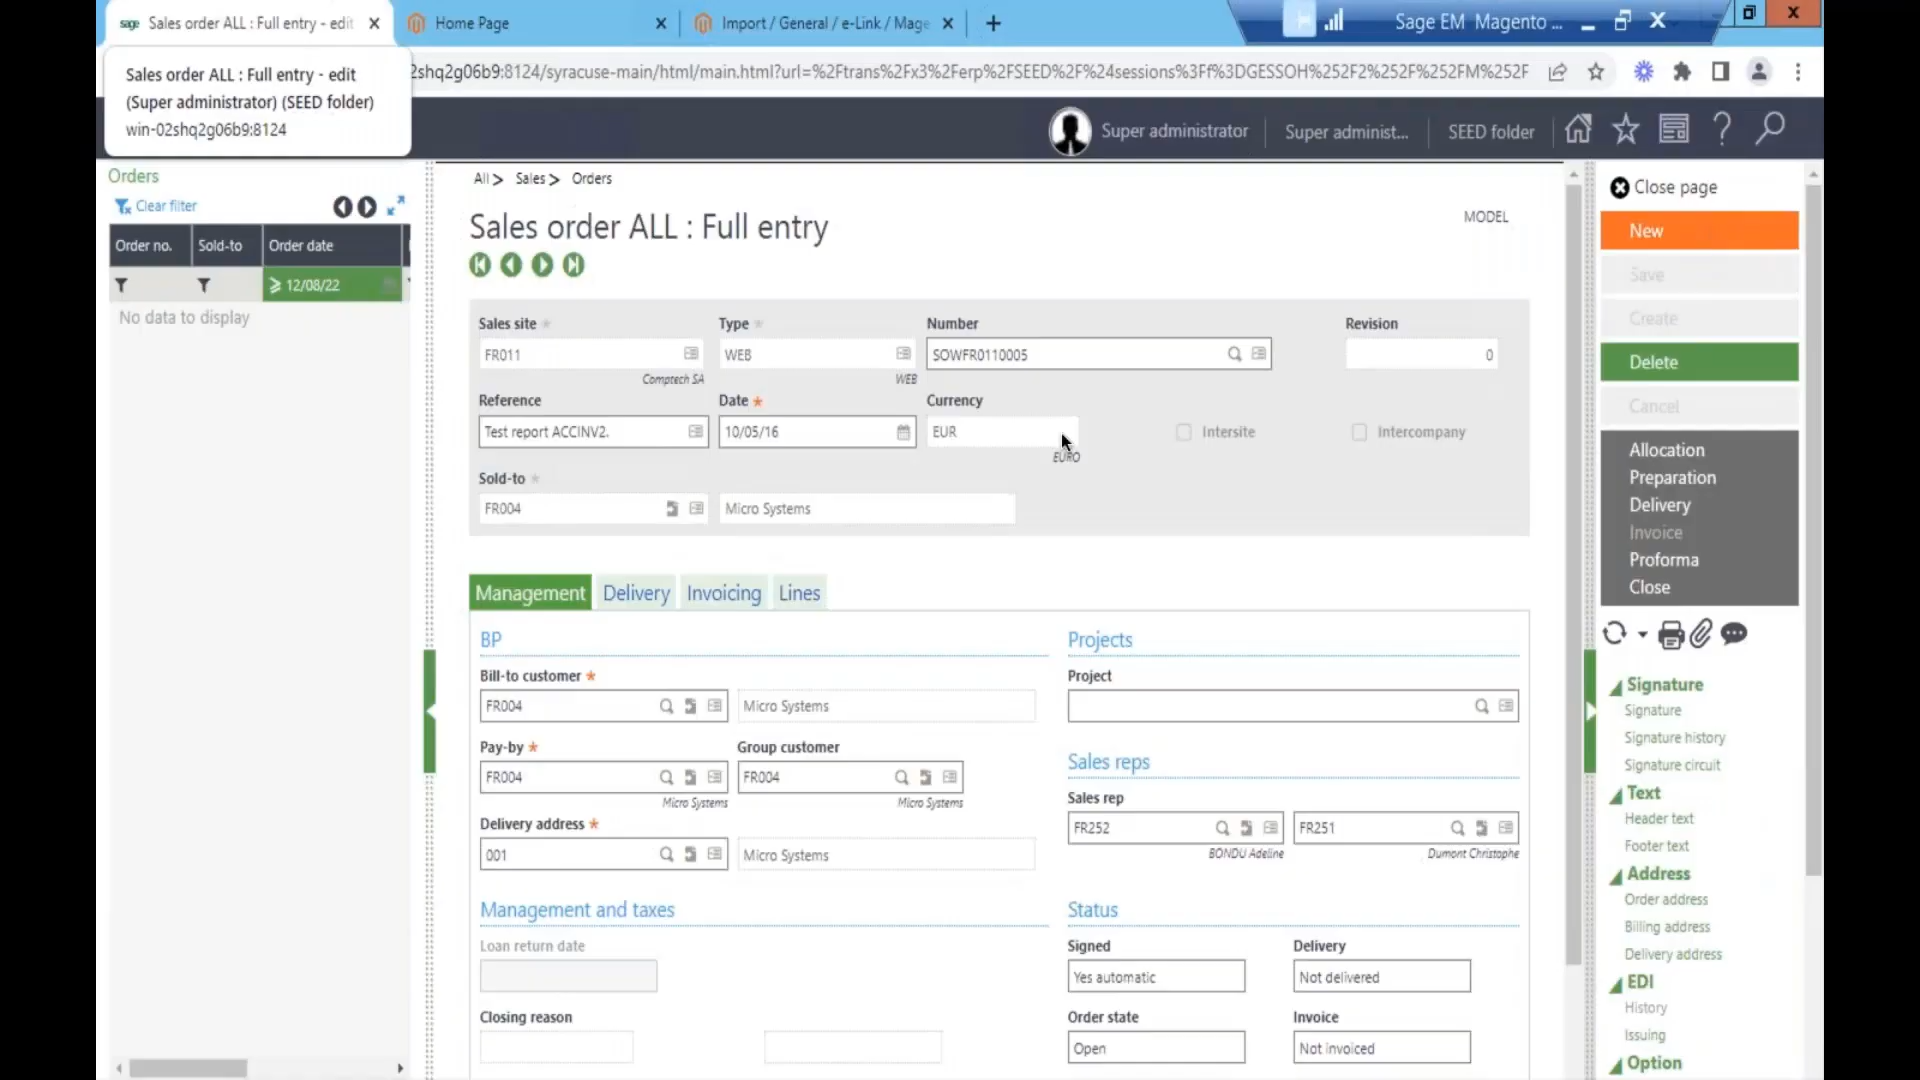 sage Sales order ALL : Full entry - edit
Home Page
Import / General / e-Link / Mage
Sage EM Magento ...
Sales order ALL : Full entry - edit
(Super administrator) (SEED folder)
win-02shq2g06b9:8124
2shq2g06b9:8124/syracuse-main/html/main.html?url=%2Ftrans%2Fx3%2Ferp%2FSEED%2F%24sessions%3Ff%3DGESSOH%252F2%252F%252FM%252F
Super administrator
Super administ...
SEED folder
Orders
Clear filter
Order no.
Sold-to
Order date
12/08/22
No data to display
All > Sales > Orders
Sales order ALL : Full entry
MODEL
Sales site *
Type *
Number
Revision
FR011
WEB
SOWFR0110005
0
Comptech SA
WEB
Reference
Date *
Currency
Test report ACCINV2.
10/05/16
EUR
Intersite
Intercompany
EURO
Sold-to *
FR004
Micro Systems
Management
Delivery
Invoicing
Lines
BP
Bill-to customer *
FR004
Micro Systems
Pay-by *
Group customer
FR004
FR004
Micro Systems
Micro Systems
Delivery address *
001
Micro Systems
Management and taxes
Loan return date
Closing reason
Projects
Project
Sales reps
Sales rep
FR252
FR251
BONDU Adeline
Dumont Christophe
Status
Signed
Delivery
Yes automatic
Not delivered
Order state
Invoice
Open
Not invoiced
Close page
New
Save
Create
Delete
Cancel
Allocation
Preparation
Delivery
Invoice
Proforma
Close
Signature
Signature
Signature history
Signature circuit
Text
Header text
Footer text
Address
Order address
Billing address
Delivery address
EDI
History
Issuing
Option